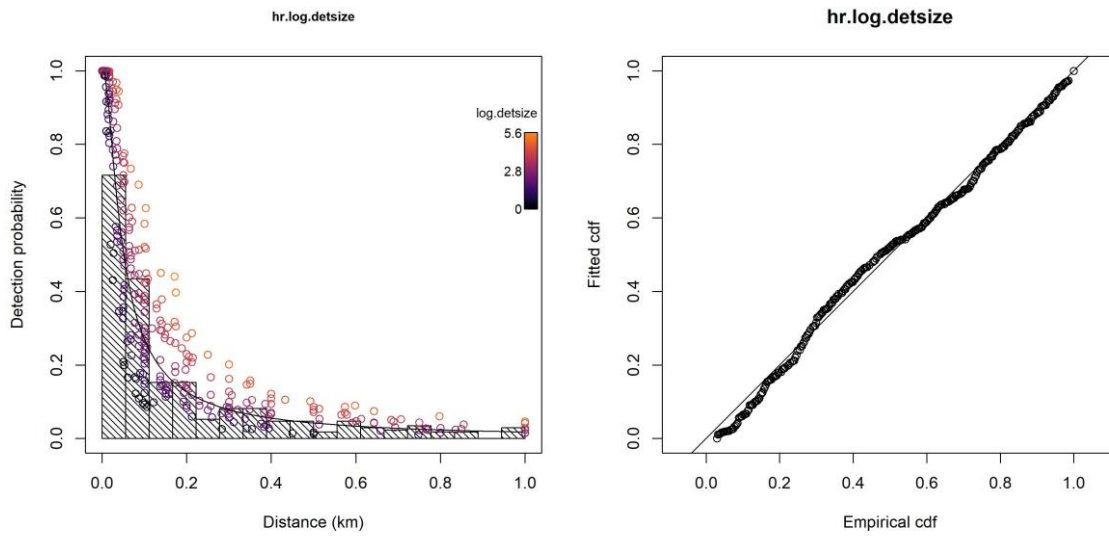 hr.log.detsize
Detection probability
1.0
0.8
0.6
0.4
0.2
0.0
log.detsize
5.6
2.8
0
0.0 0.2 0.4 0.6 0.8 1.0
Distance (km)
hr.log.detsize
Fitted cdf
1.0
0.8
0.6
0.4
0.2
0.0
0.0 0.2 0.4 0.6 0.8 1.0
Empirical cdf